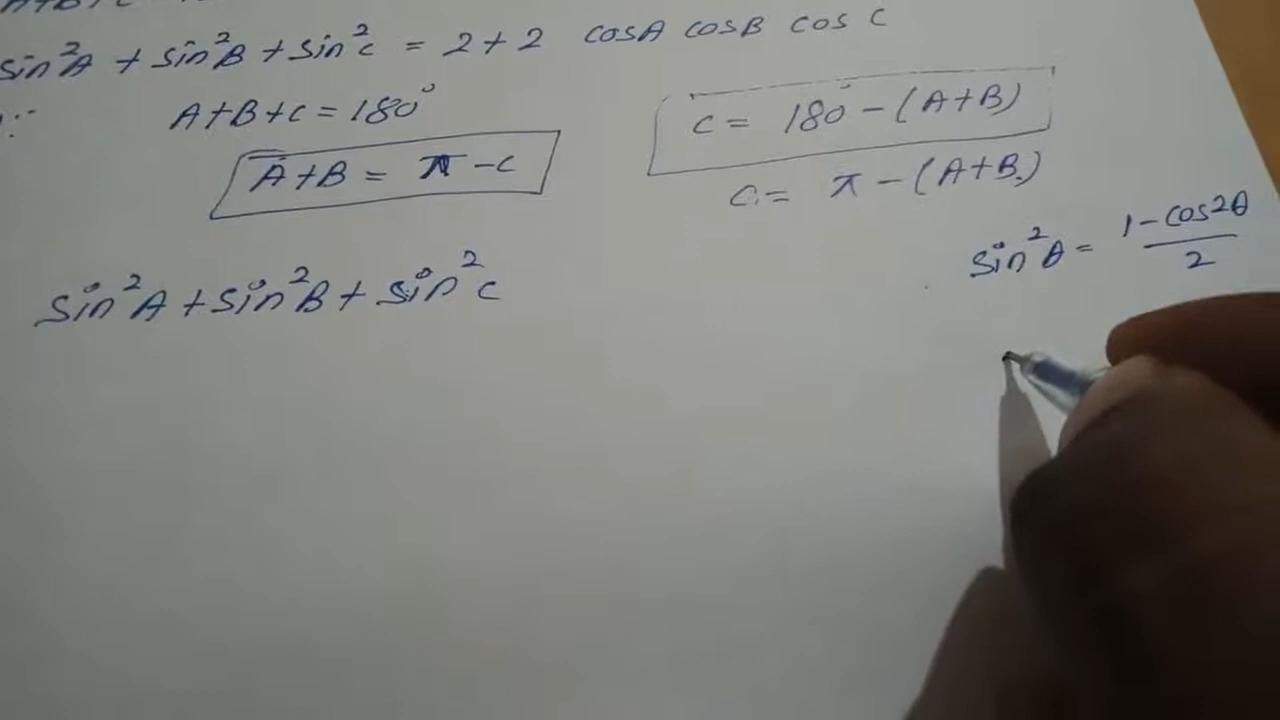 sin²A + sin²B + sin²C = 2 + 2 cosA cosB cos C
∵ A+B+C = 180°
C = 180° - (A+B)
A+B = π - C
C = π - (A+B)
sin²θ = (1 - cos2θ)/2
sin²A + sin²B + sin²C